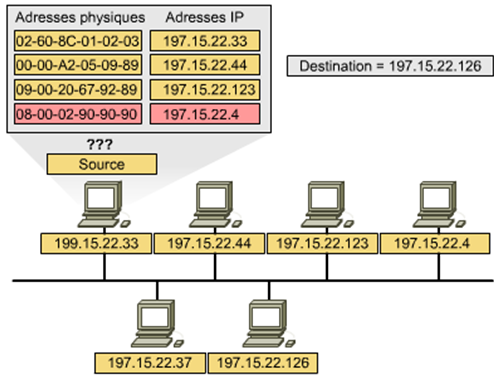 Adresses physiques Adresses IP
02-60-8C-01-02-03 197.15.22.33
00-00-A2-05-09-89 197.15.22.44
09-00-20-67-92-89 197.15.22.123
08-00-02-90-90-90 197.15.22.4
Destination = 197.15.22.126
???
Source
199.15.22.33 197.15.22.44 197.15.22.123 197.15.22.4
197.15.22.37 197.15.22.126